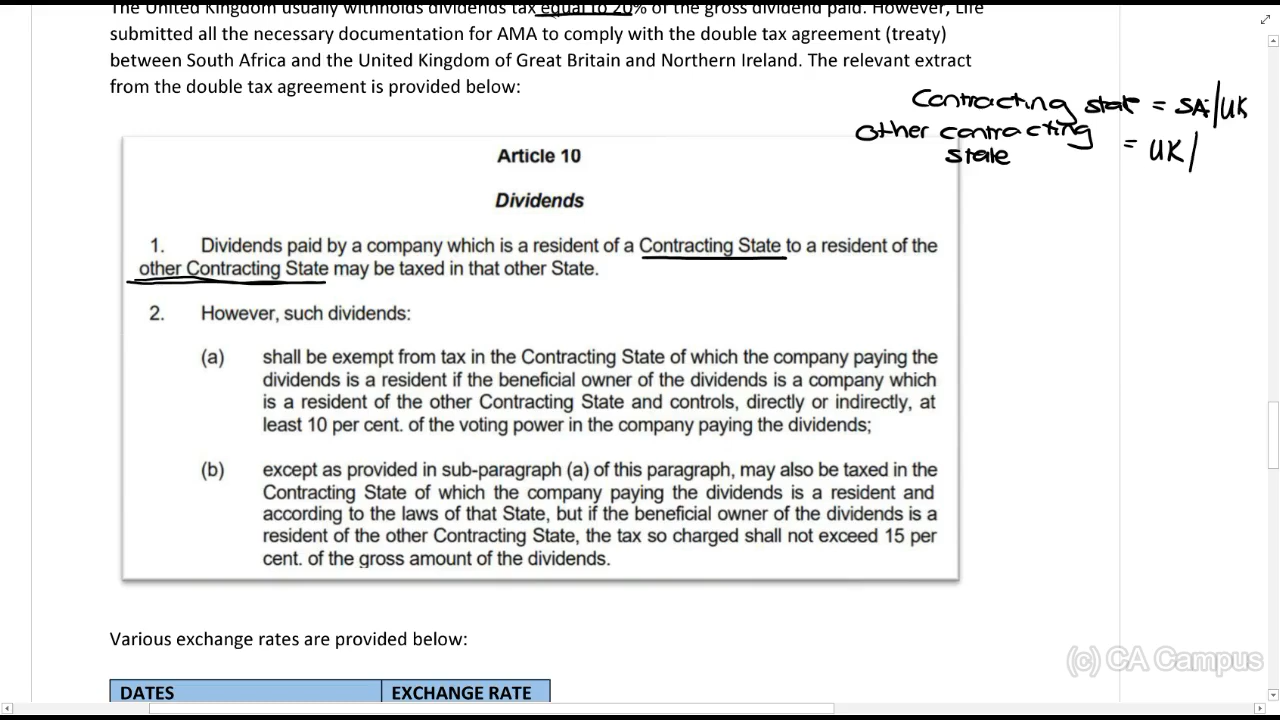 The United Kingdom usually withholds dividends tax equal to 20% of the gross dividend paid. However, Life
submitted all the necessary documentation for AMA to comply with the double tax agreement (treaty)
between South Africa and the United Kingdom of Great Britain and Northern Ireland. The relevant extract
from the double tax agreement is provided below:
Contracting state = SA/UK
Other contracting
state = UK/
Article 10
Dividends
1. Dividends paid by a company which is a resident of a Contracting State to a resident of the
other Contracting State may be taxed in that other State.
2. However, such dividends:
(a) shall be exempt from tax in the Contracting State of which the company paying the
dividends is a resident if the beneficial owner of the dividends is a company which
is a resident of the other Contracting State and controls, directly or indirectly, at
least 10 per cent. of the voting power in the company paying the dividends;
(b) except as provided in sub-paragraph (a) of this paragraph, may also be taxed in the
Contracting State of which the company paying the dividends is a resident and
according to the laws of that State, but if the beneficial owner of the dividends is a
resident of the other Contracting State, the tax so charged shall not exceed 15 per
cent. of the gross amount of the dividends.
Various exchange rates are provided below:
(c) CA Campus
DATES EXCHANGE RATE